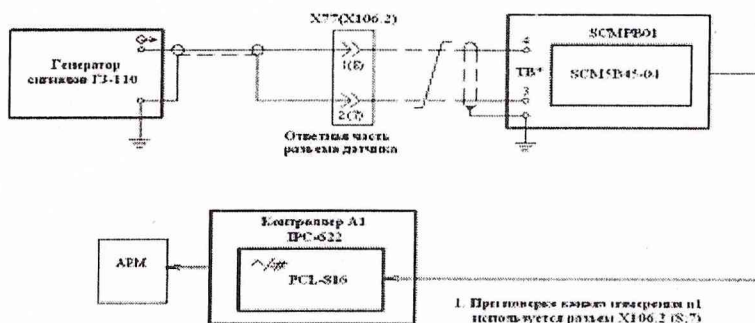 X77(X106.2)
SCMPB01
Генератор
сигналов Г3-110
1(8)
4
TB*
SCM5B45-04
3
2(7)
Ответная часть
разъема датчика
Контроллер А1
IPC-622
АРМ
PCL-816
1. При поверке канала измерения n1
используется разъем X106.2 (8;7)